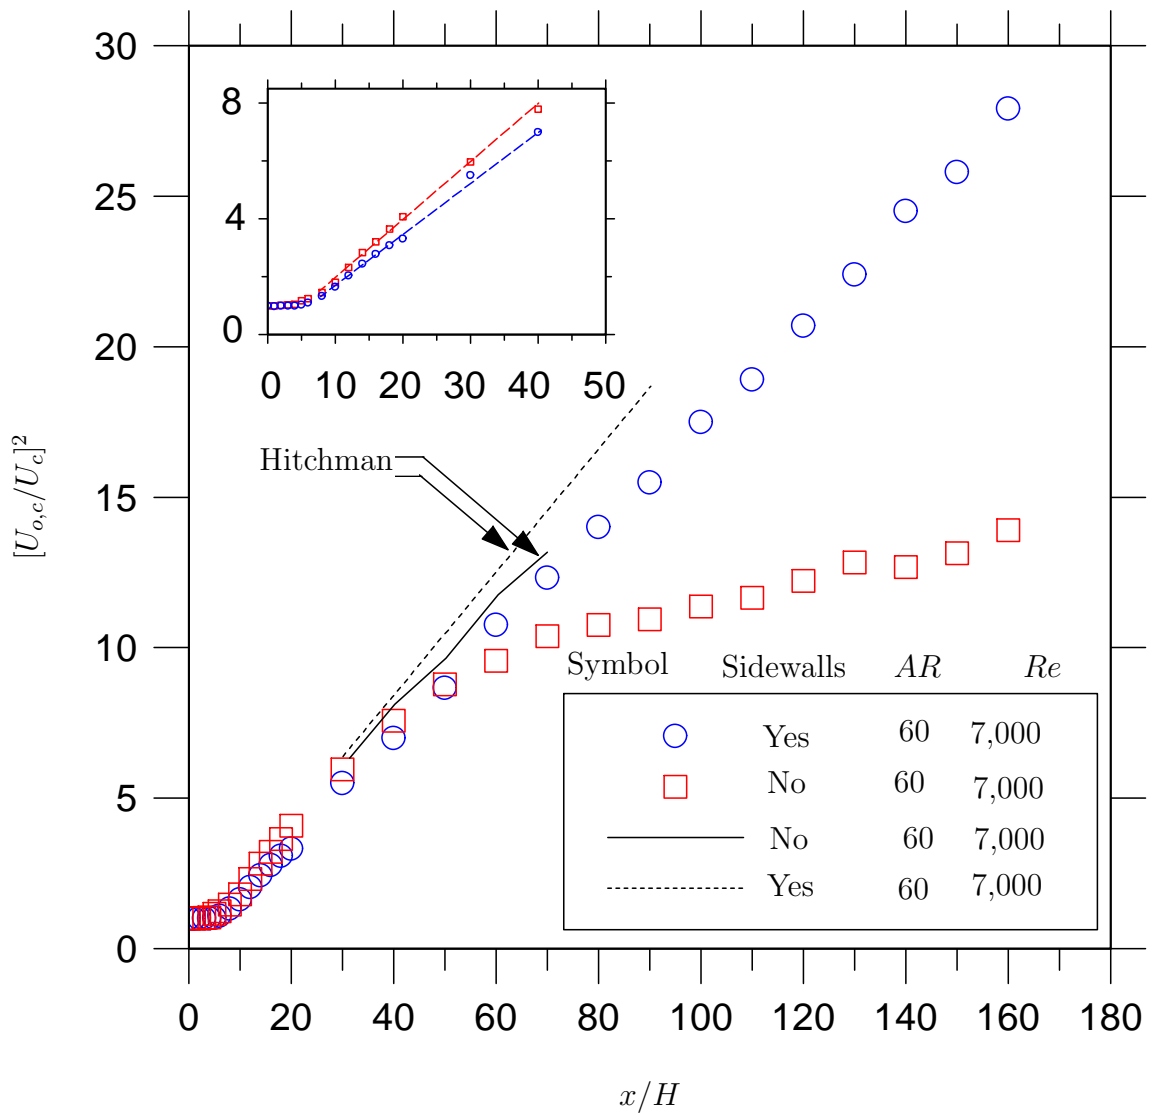 30
8
4
0
0 10 20 30 40 50
25
20
Hitchman
[U_{o,c}/U_c]^2
15
10
Symbol Sidewalls AR Re
Yes 60 7,000
No 60 7,000
No 60 7,000
Yes 60 7,000
5
0
0 20 40 60 80 100 120 140 160 180
x/H